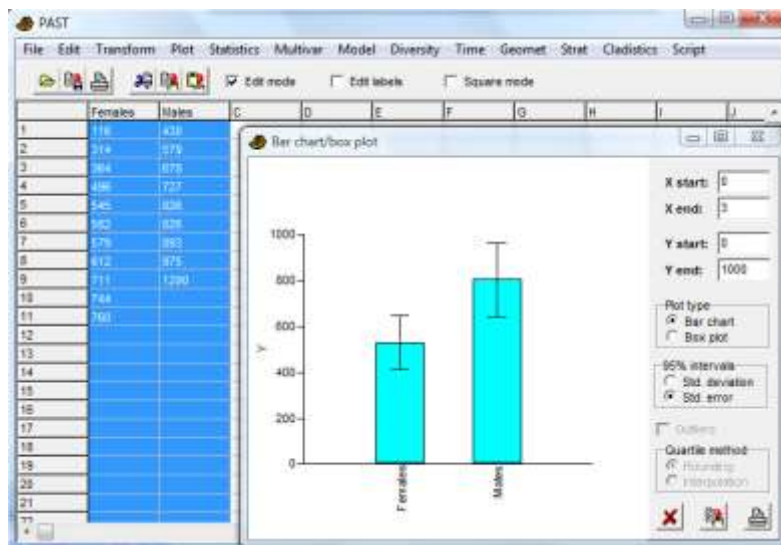 PAST
File Edit Transform Plot Statistics Multivar Model Diversity Time Geomet Strat Cladistics Script
Edit mode Edit labels Square mode
Females Males C D E F G H I J
1 116 430
2 314 579
3 364 678
4 496 727
5 545 836
6 582 826
7 579 893
8 612 975
9 711 1290
10 744
11 760
12
13
14
15
16
17
18
19
20
21
Bar chart/box plot
X start: 0
X end: 3
Y start: 0
Y end: 1000
Plot type
Bar chart
Box plot
95% intervals
Std. deviation
Std. error
Outliers
Quartile method
Rounding
Interpolation
1000
800
600
Y
400
200
0
Females
Males